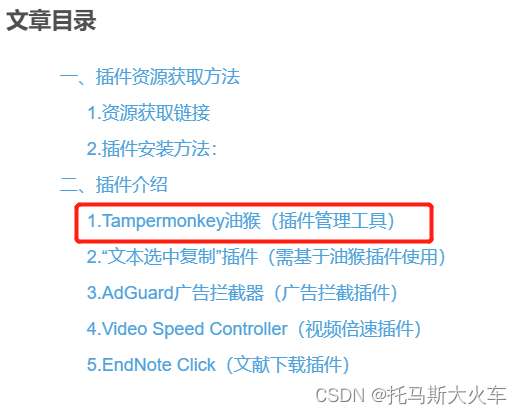 文章目录
一、插件资源获取方法
1.资源获取链接
2.插件安装方法：
二、插件介绍
1.Tampermonkey油猴（插件管理工具）
2.“文本选中复制”插件（需基于油猴插件使用）
3.AdGuard广告拦截器（广告拦截插件）
4.Video Speed Controller（视频倍速插件）
5.EndNote Click（文献下载插件）
CSDN @托马斯大火车